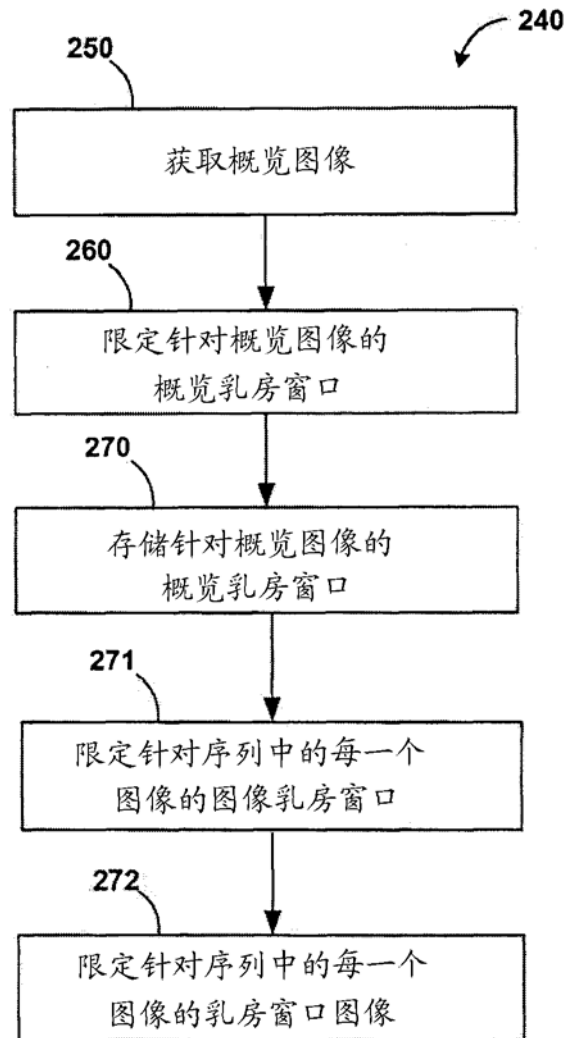 240
250
获取概览图像
260
限定针对概览图像的
概览乳房窗口
270
存储针对概览图像的
概览乳房窗口
271
限定针对序列中的每一个
图像的图像乳房窗口
272
限定针对序列中的每一个
图像的乳房窗口图像